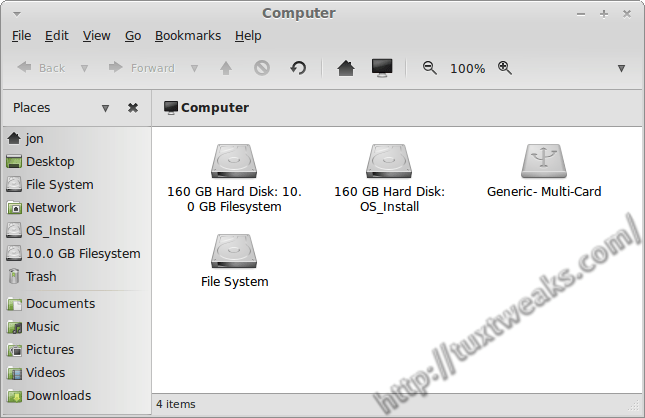 Computer
File Edit View Go Bookmarks Help
Back Forward 100%
Places
Computer
jon
Desktop
File System
Network
OS_Install
10.0 GB Filesystem
Trash
Documents
Music
Pictures
Videos
Downloads
160 GB Hard Disk: 10.
0 GB Filesystem
160 GB Hard Disk:
OS_Install
Generic- Multi-Card
File System
4 items
http://tuxtweaks.com/